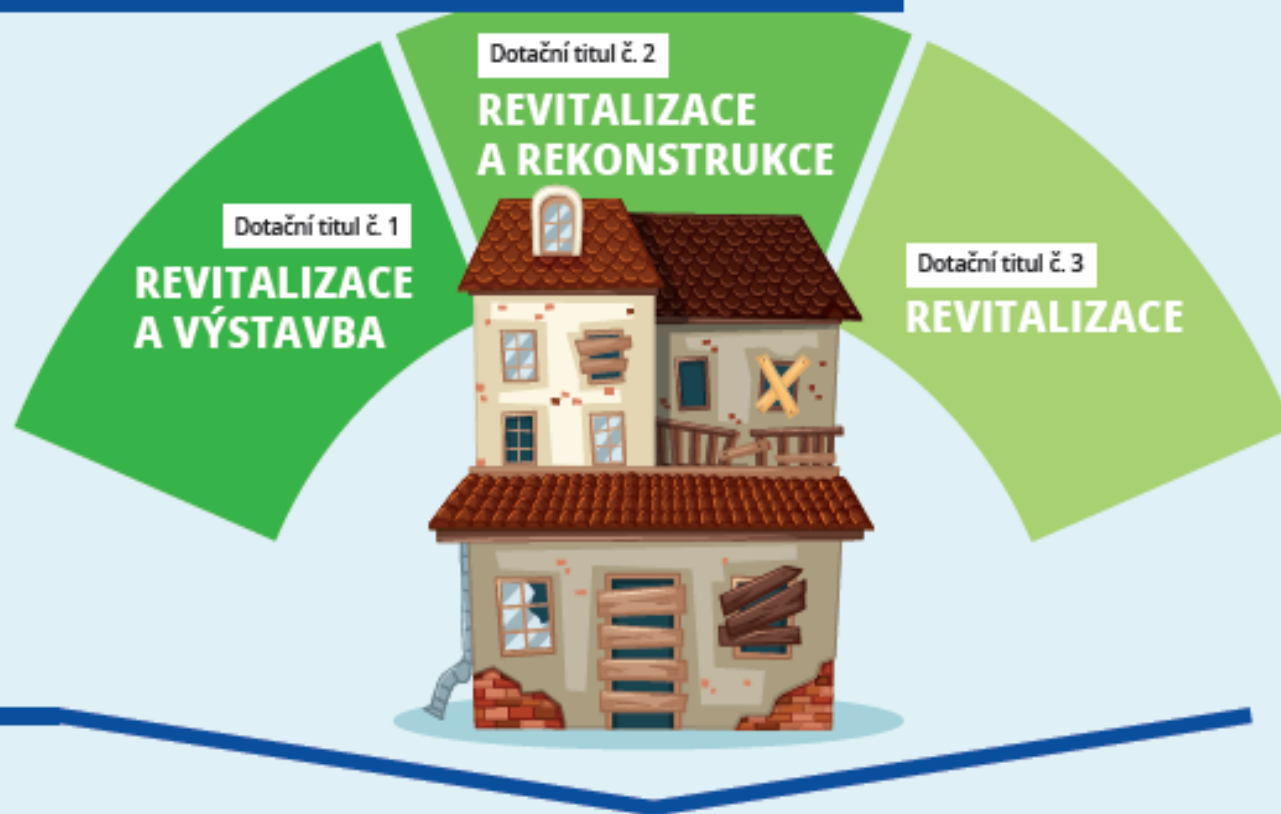 Dotační titul č. 1
REVITALIZACE
A VÝSTAVBA
Dotační titul č. 2
REVITALIZACE
A REKONSTRUKCE
Dotační titul č. 3
REVITALIZACE